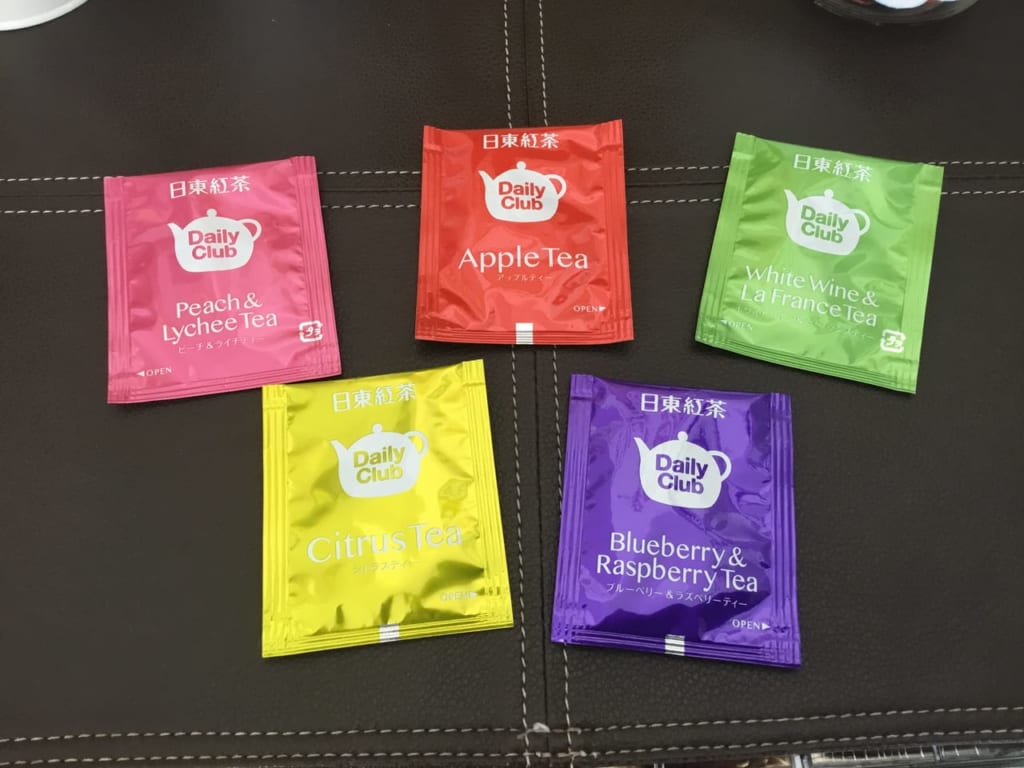 日東紅茶
Daily
Club
Peach &
Lychee Tea
ピーチ&ライチティー
◀OPEN
日東紅茶
Daily
Club
Apple Tea
アップルティー
OPEN▶
日東紅茶
Daily
Club
White Wine &
La France Tea
◀OPEN
日東紅茶
Daily
Club
Citrus Tea
シトラスティー
OPEN▶
日東紅茶
Daily
Club
Blueberry &
Raspberry Tea
ブルーベリー&ラズベリーティー
OPEN▶